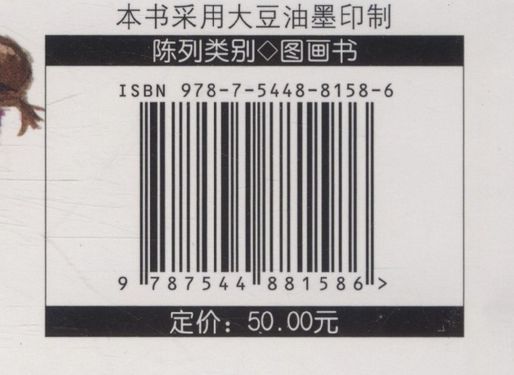 本书采用大豆油墨印制
陈列类别◇图画书
ISBN 978-7-5448-8158-6
9 787544 881586 >
定价：50.00元